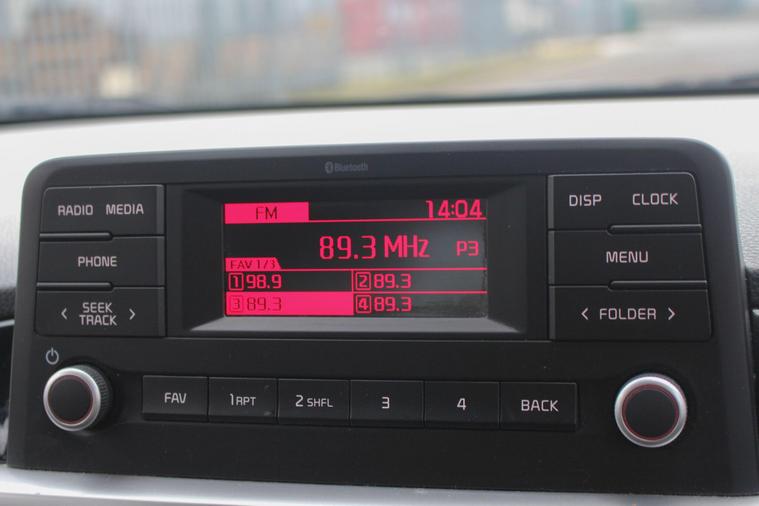 Bluetooth
RADIO MEDIA
PHONE
< SEEK TRACK >
FM 14:04
89.3 MHz P3
FAV 1/3
1 98.9 2 89.3
3 89.3 4 89.3
DISP CLOCK
MENU
< FOLDER >
FAV 1 RPT 2 SHFL 3 4 BACK